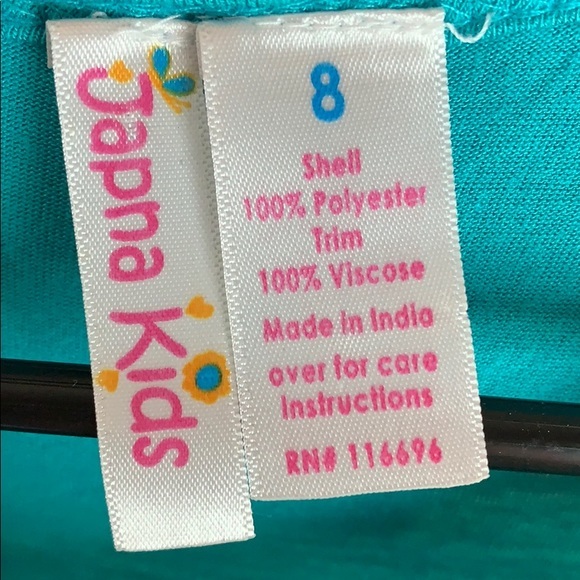 Japna Kids
8
Shell
100% Polyester
Trim
100% Viscose
Made in India
over for care
Instructions
RN# 116696